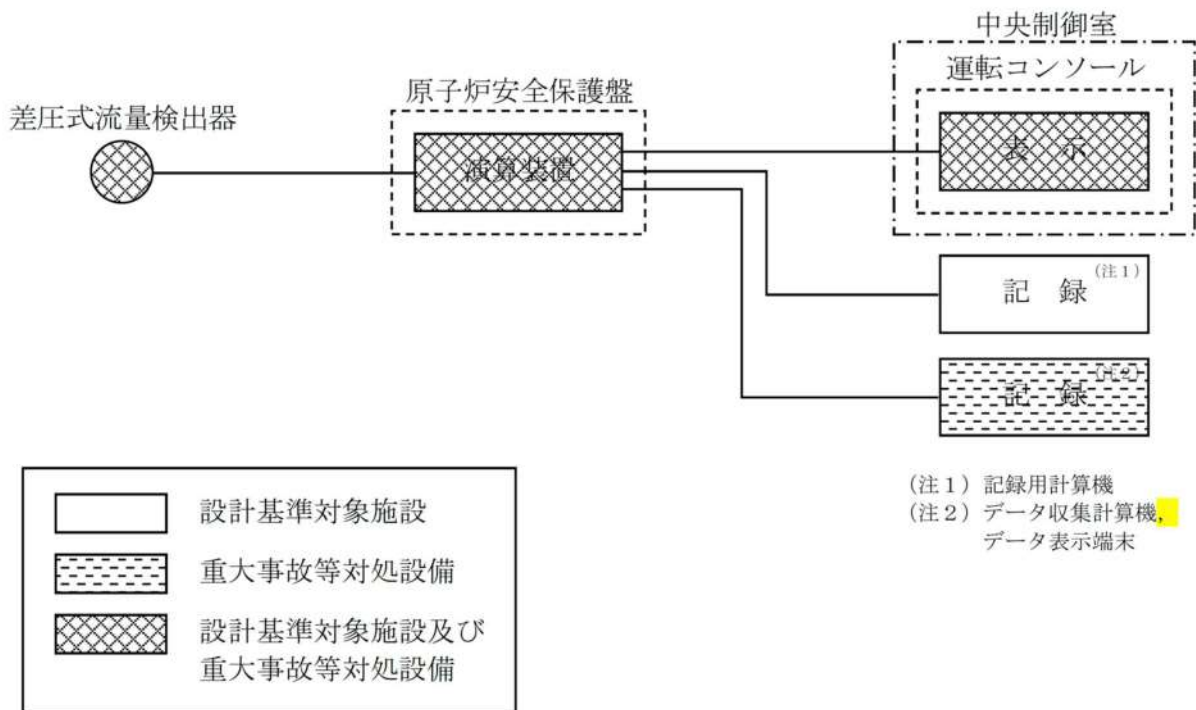 中央制御室
運転コンソール
原子炉安全保護盤
差圧式流量検出器
演算装置
表　示
記　録 (注1)
記　録 (注2)
(注1) 記録用計算機
(注2) データ収集計算機,
データ表示端末
設計基準対象施設
重大事故等対処設備
設計基準対象施設及び
重大事故等対処設備